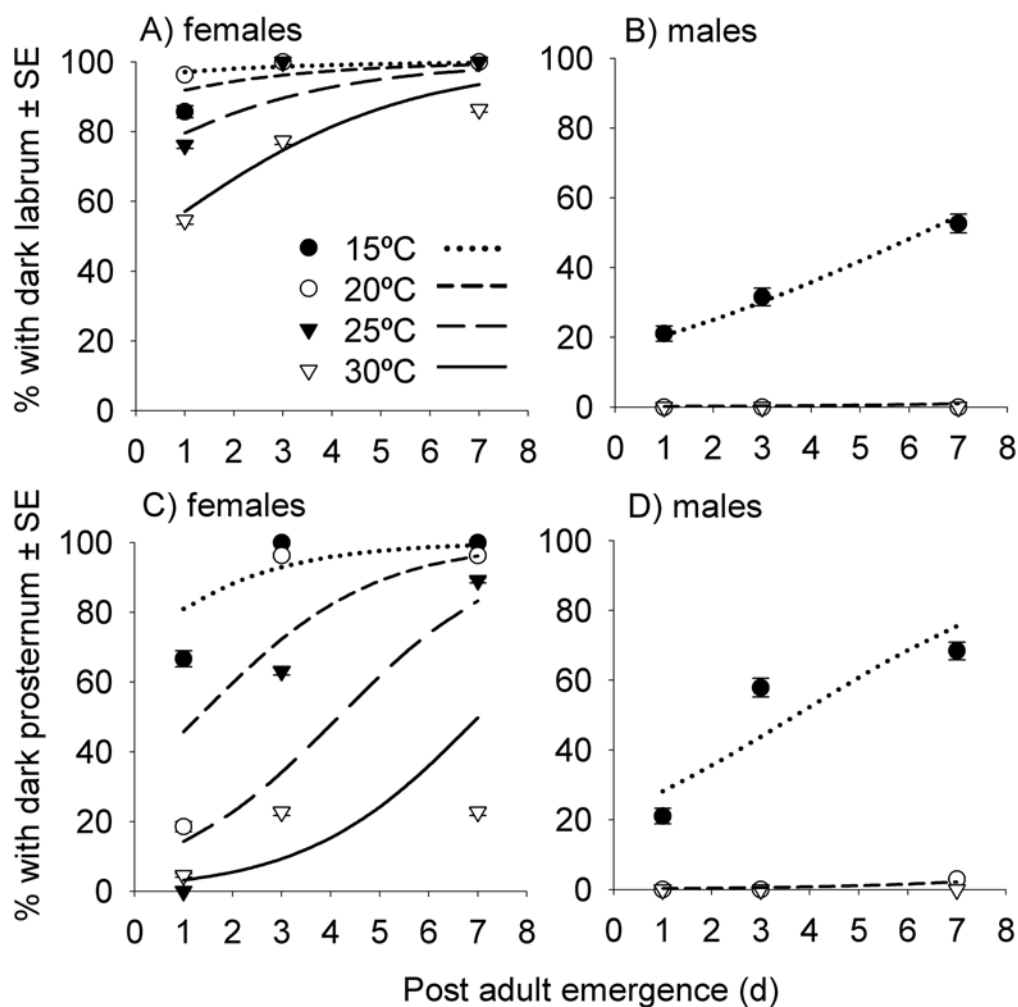 A) females
B) males
% with dark labrum ± SE
100
80
60
40
20
0
15ºC
20ºC
25ºC
30ºC
0 1 2 3 4 5 6 7 8
100
80
60
40
20
0
0 1 2 3 4 5 6 7 8
C) females
D) males
% with dark prosternum ± SE
100
80
60
40
20
0
0 1 2 3 4 5 6 7 8
100
80
60
40
20
0
0 1 2 3 4 5 6 7 8
Post adult emergence (d)